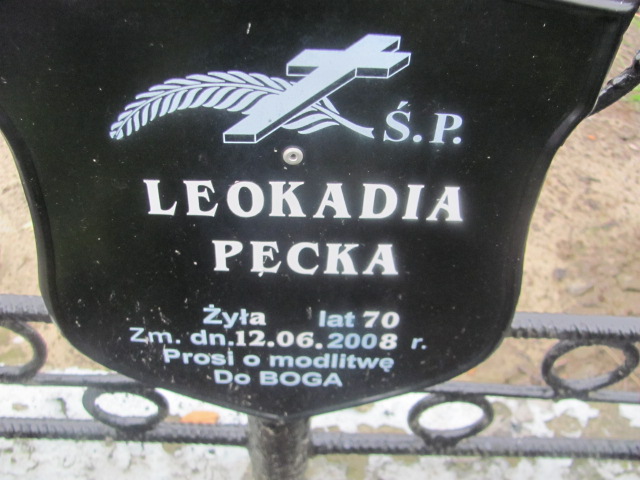 Ś.P.
LEOKADIA
PĘCKA
Żyła lat 70
Zm. dn.12.06.2008 r.
Prosi o modlitwę
Do BOGA